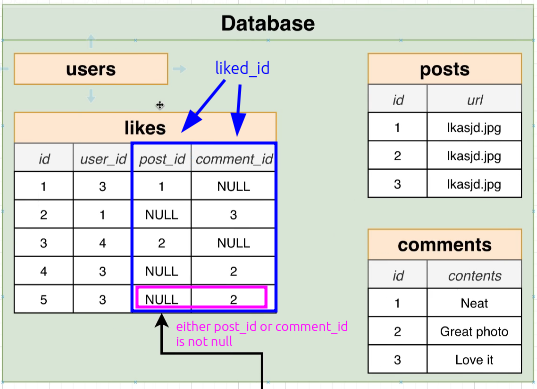 Database
users
liked_id
posts
id url
1 lkasjd.jpg
2 lkasjd.jpg
3 lkasjd.jpg
likes
id user_id post_id comment_id
1 3 1 NULL
2 1 NULL 3
3 4 2 NULL
4 3 NULL 2
5 3 NULL 2
either post_id or comment_id
is not null
comments
id contents
1 Neat
2 Great photo
3 Love it